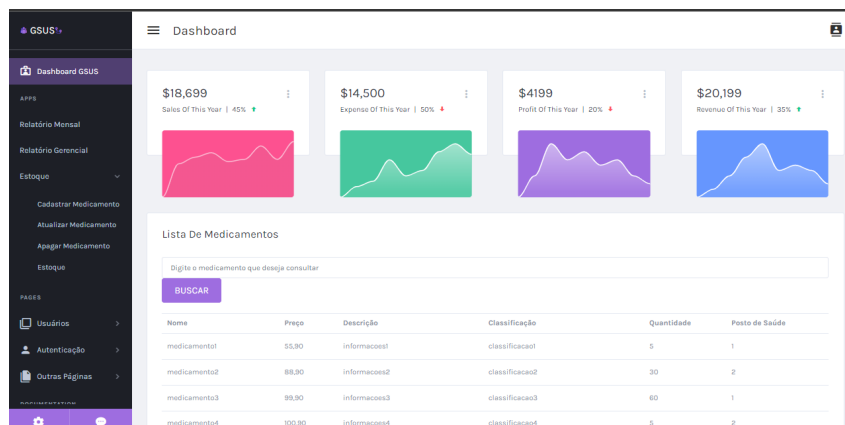 GSUS
Dashboard
Dashboard GSUS
APPS
Relatório Mensal
Relatório Gerencial
Estoque
Cadastrar Medicamento
Atualizar Medicamento
Apagar Medicamento
Estoque
PAGES
Usuários
Autenticação
Outras Páginas
DOCUMENTATION
$18,699
Sales Of This Year | 45%
$14,500
Expense Of This Year | 50%
$4199
Profit Of This Year | 20%
$20,199
Revenue Of This Year | 35%
Lista De Medicamentos
Digite o medicamento que deseja consultar
BUSCAR
Nome Preço Descrição Classificação Quantidade Posto de Saúde
medicamento1 55,90 informacoes1 classificacao1 5 1
medicamento2 88,90 informacoes2 classificacao2 30 2
medicamento3 99,90 informacoes3 classificacao3 60 1
medicamento4 100,90 informacoes4 classificacao4 5 2